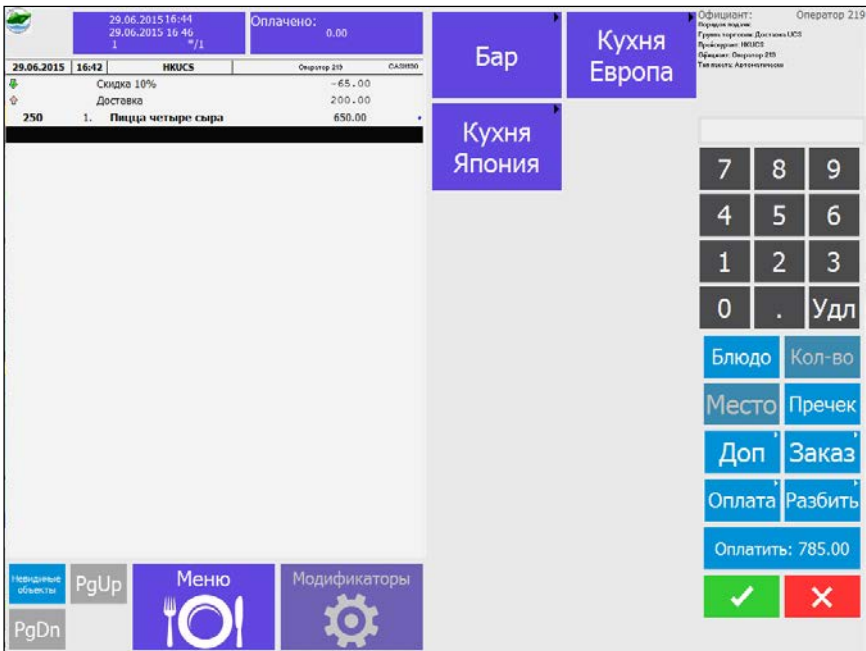 29.06.2015 16:44
29.06.2015 16 46
1 */1
Оплачено:
0.00
29.06.2015 16:42 HKUCS Оператор 219 CASH100
Скидка 10% -65.00
Доставка 200.00
250 1. Пицца четыре сыра 650.00
Невидимые объекты
PgUp
PgDn
Меню
Модификаторы
Бар
Кухня
Европа
Кухня
Япония
Официант: Оператор 219
Порядок подачи:
Группа торговли: Доставка UCS
Прейскурант: HKUCS
Официант: Оператор 219
Тип пакета: Автоматически
7 8 9
4 5 6
1 2 3
0 . Удл
Блюдо Кол-во
Место Пречек
Доп Заказ
Оплата Разбить
Оплатить: 785.00